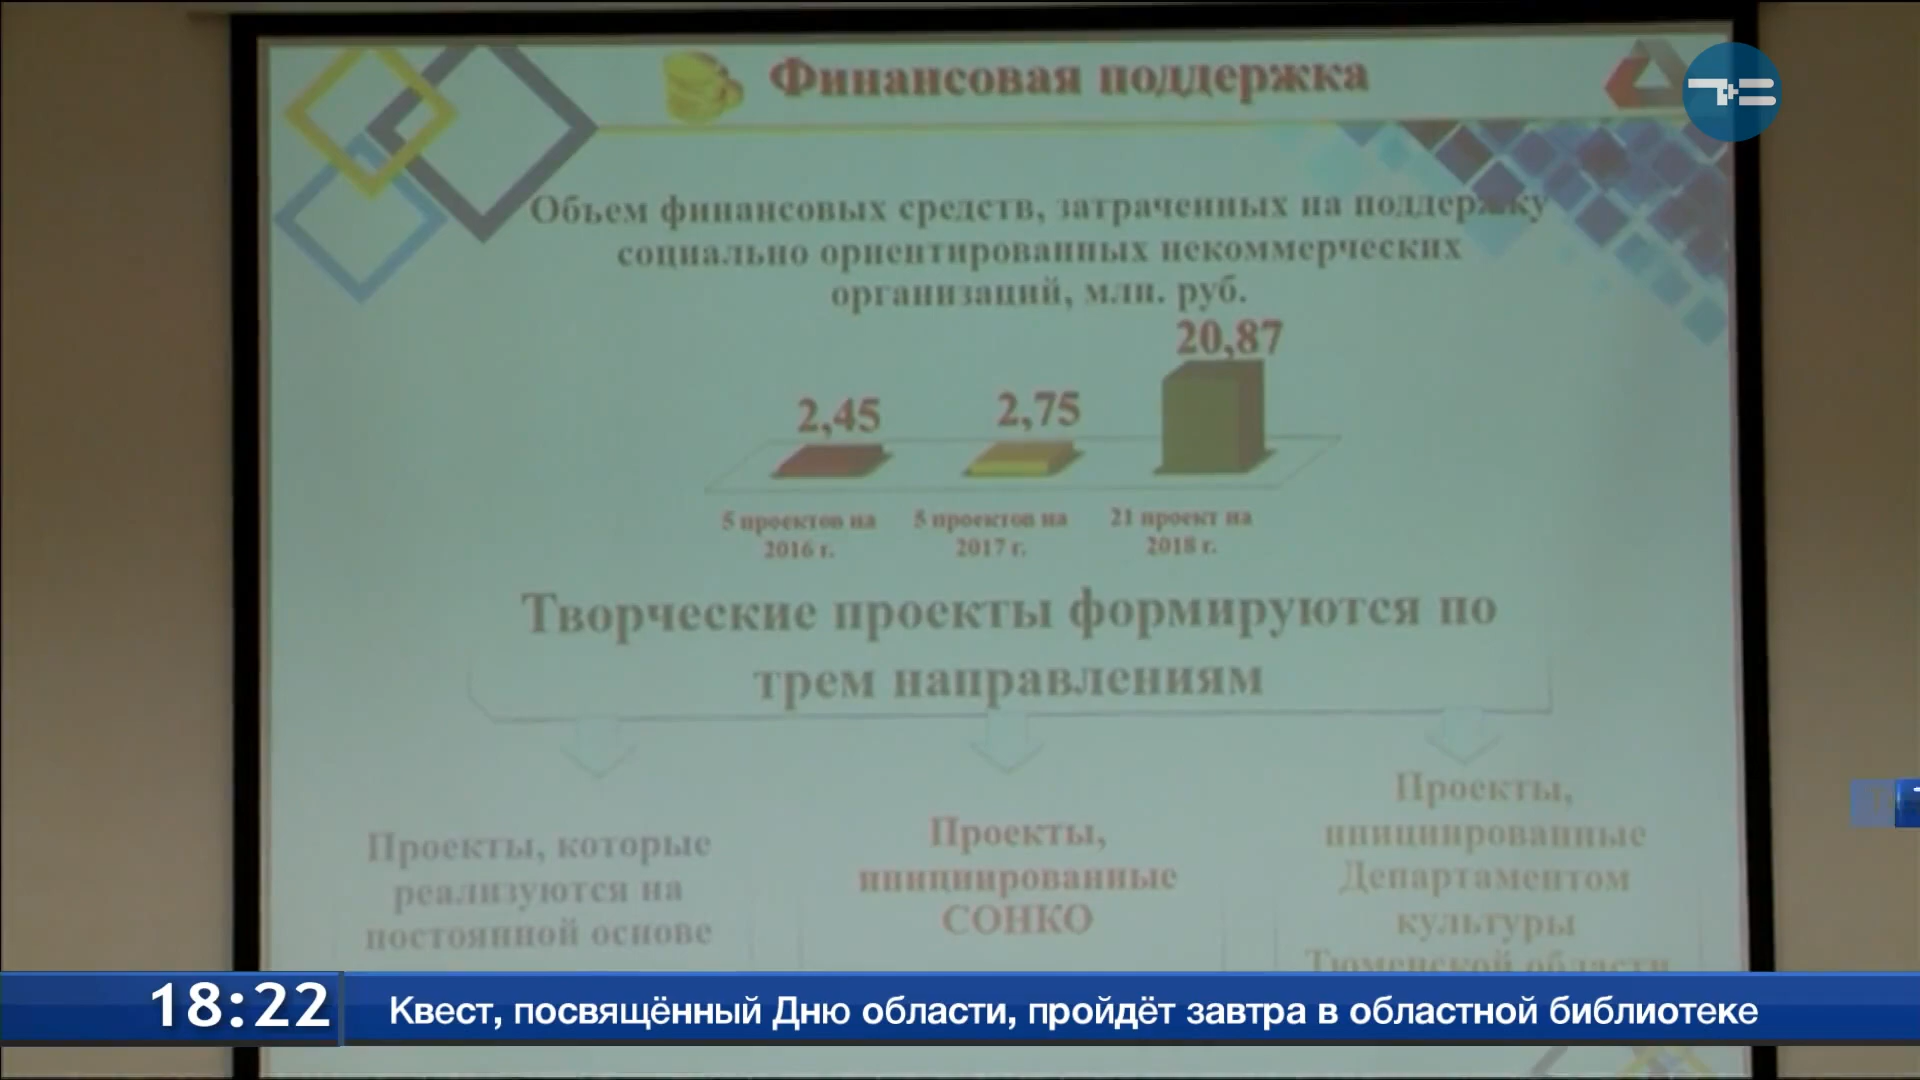 Финансовая поддержка
Объем финансовых средств, затраченных на поддержку
социально ориентированных некоммерческих
организаций, млн. руб.
2,45
2,75
20,87
5 проектов на
2016 г.
5 проектов на
2017 г.
21 проект на
2018 г.
Творческие проекты формируются по
трем направлениям
Проекты, которые
реализуются на
постоянной основе
Проекты,
инициированные
СОНКО
Проекты,
инициированные
Департаментом
культуры
Тюменской области
18:22
Квест, посвящённый Дню области, пройдёт завтра в областной библиотеке